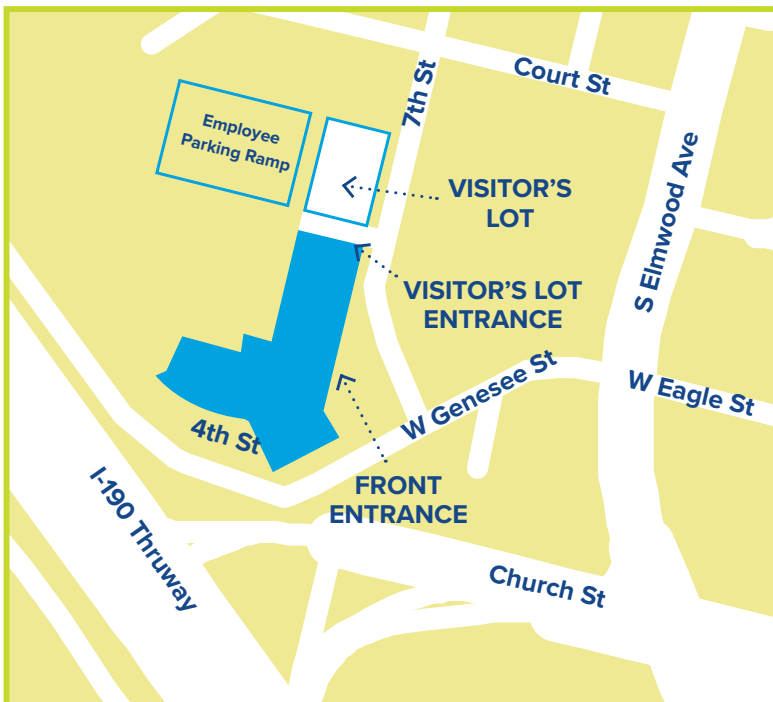 Court St
7th St
Employee
Parking Ramp
VISITOR'S
LOT
S Elmwood Ave
VISITOR'S LOT
ENTRANCE
W Genesee St
W Eagle St
4th St
FRONT
ENTRANCE
I-190 Thruway
Church St